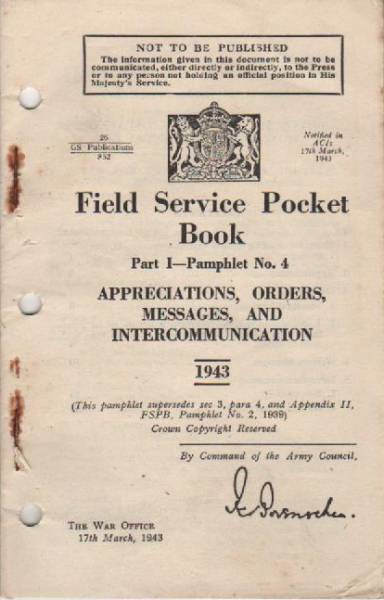 NOT TO BE PUBLISHED
The information given in this document is not to be
communicated, either directly or indirectly, to the Press
or to any person not holding an official position in His
Majesty's Service.
26
GS Publications
952
Notified in
ACIs
17th March,
1943
Field Service Pocket
Book
Part I—Pamphlet No. 4
APPRECIATIONS, ORDERS,
MESSAGES, AND
INTERCOMMUNICATION
1943
(This pamphlet supersedes sec 3, para 4, and Appendix II,
FSPB, Pamphlet No. 2, 1939)
Crown Copyright Reserved
By Command of the Army Council,
THE WAR OFFICE
17th March, 1943